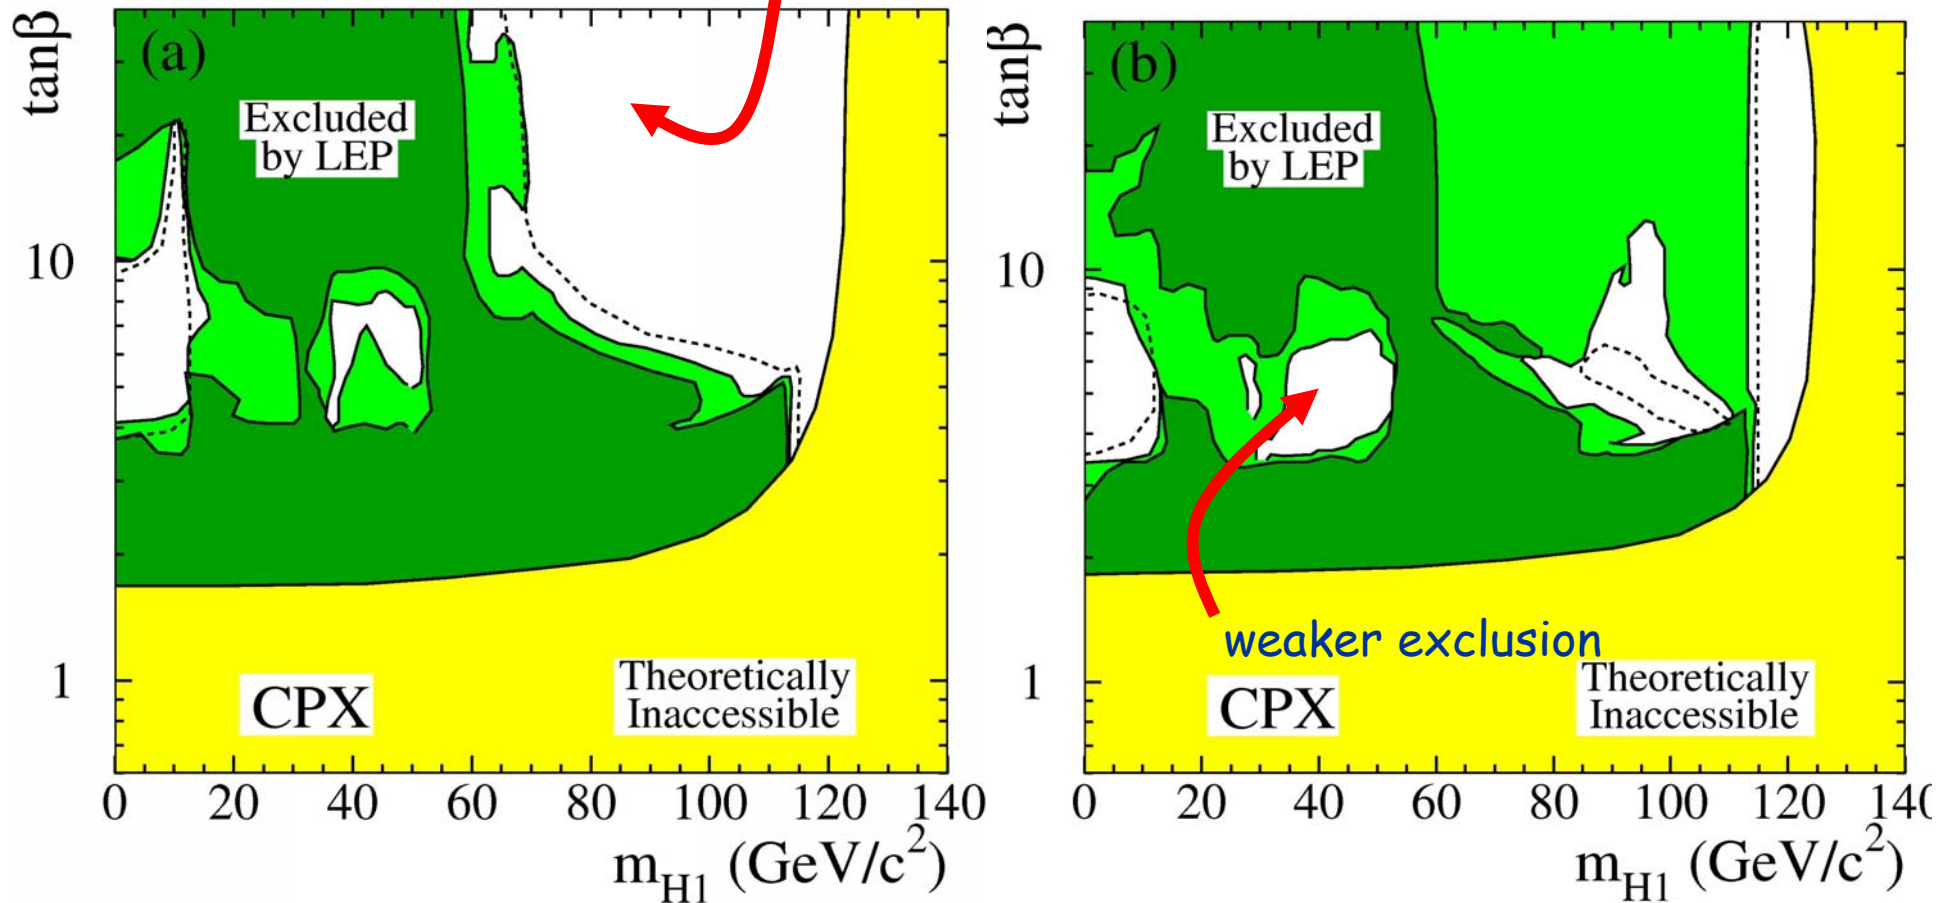 (a)
tanβ
Excluded
by LEP
10
1
CPX
Theoretically
Inaccessible
0 20 40 60 80 100 120 140
m_H1 (GeV/c²)
(b)
tanβ
Excluded
by LEP
10
weaker exclusion
1
CPX
Theoretically
Inaccessible
0 20 40 60 80 100 120 140
m_H1 (GeV/c²)